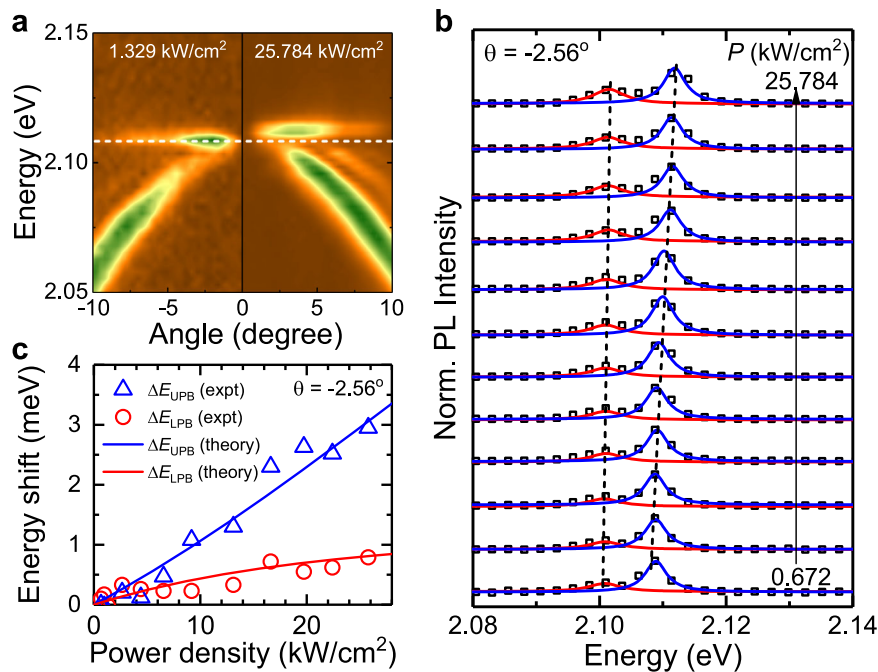 a
1.329 kW/cm²
25.784 kW/cm²
2.15
2.10
2.05
Energy (eV)
-10
-5
0
5
10
Angle (degree)
b
θ = -2.56º
P (kW/cm²)
25.784
0.672
Norm. PL Intensity
2.08
2.10
2.12
2.14
Energy (eV)
c
4
3
2
1
0
Energy shift (meV)
ΔE_UPB (expt)
ΔE_LPB (expt)
ΔE_UPB (theory)
ΔE_LPB (theory)
θ = -2.56º
0
10
20
Power density (kW/cm²)